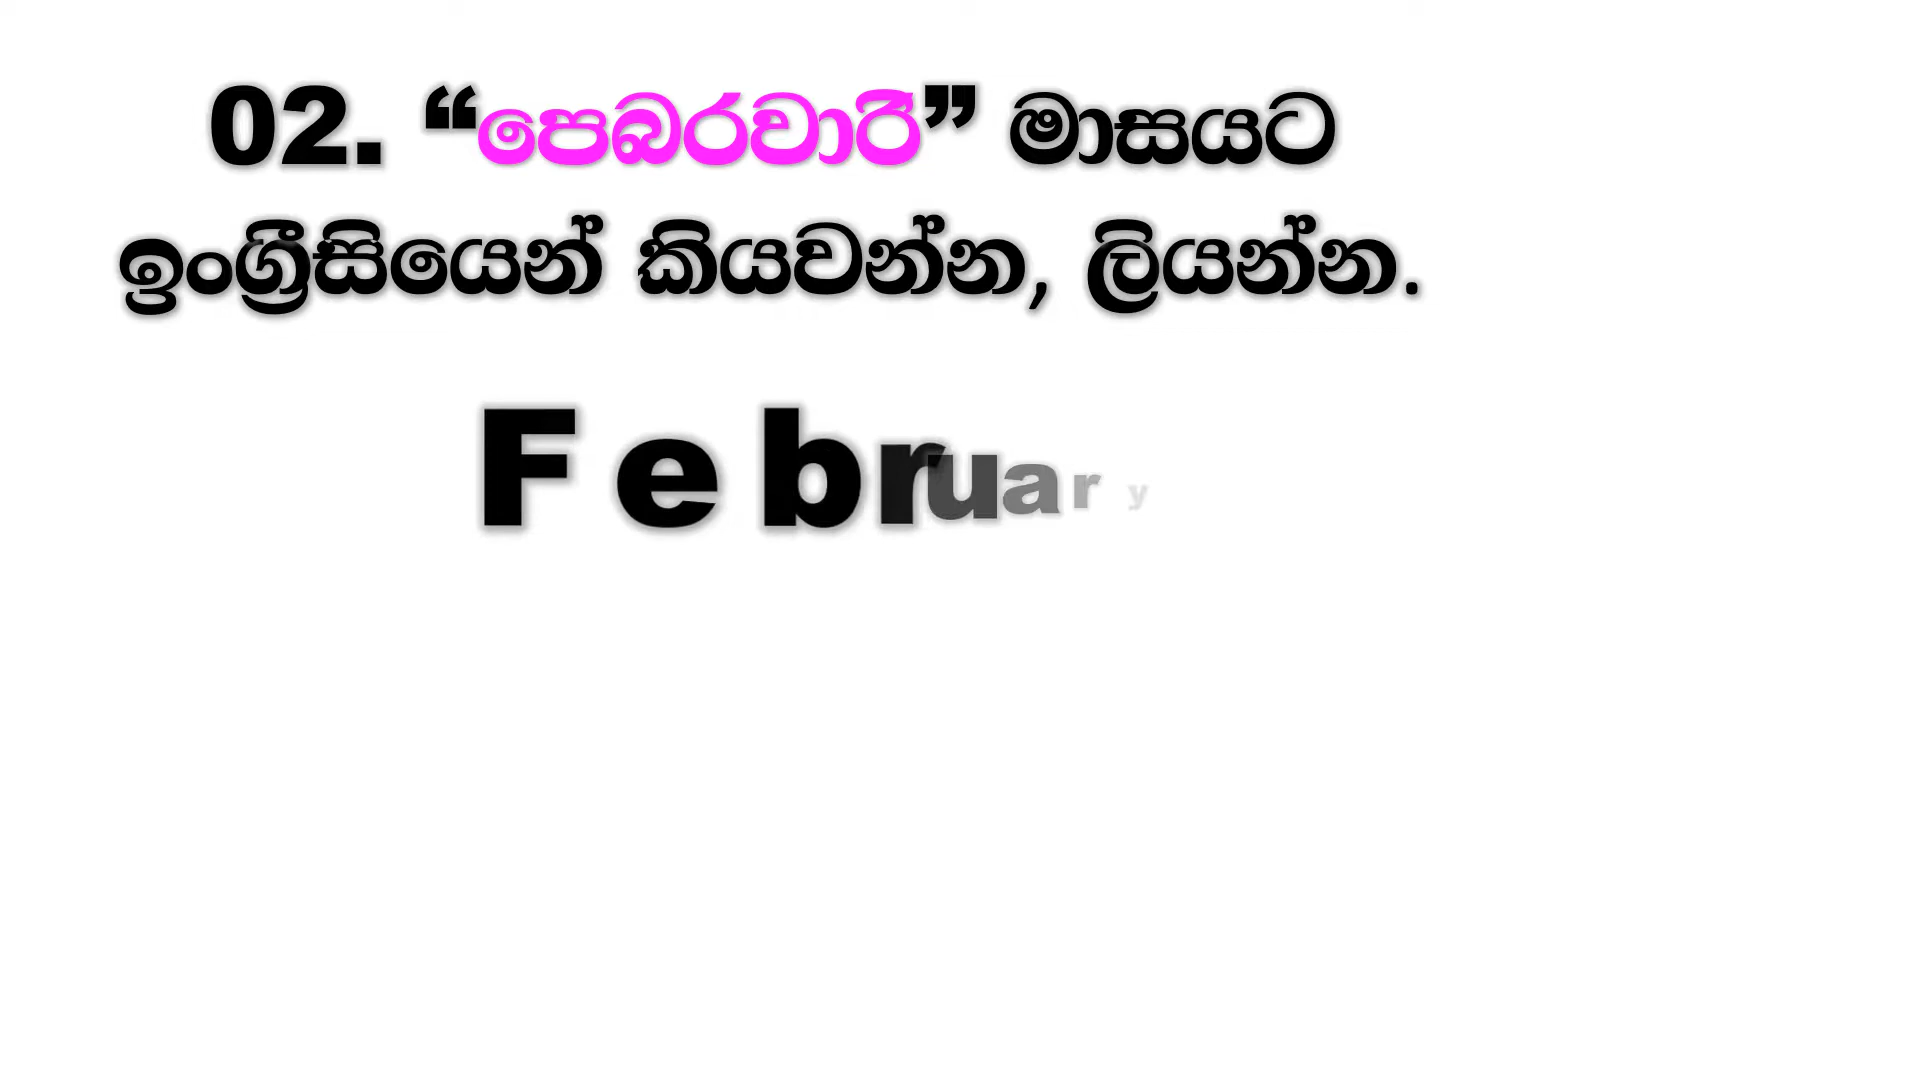 02. “පෙබරවාරි” මාසයට
ඉංග්‍රීසියෙන් කියවන්න, ලියන්න.
February